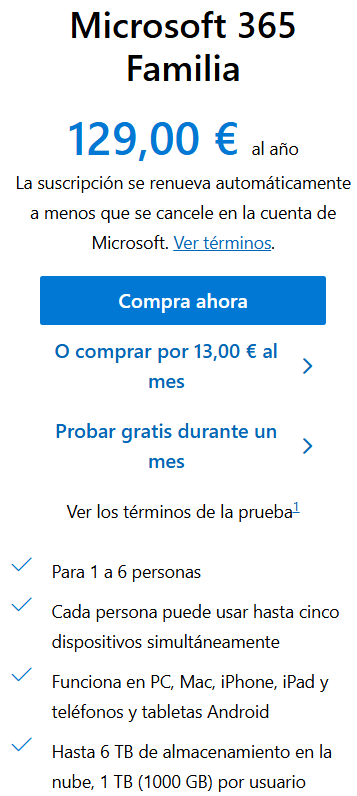 Microsoft 365
Familia
129,00 € al año
La suscripción se renueva automáticamente
a menos que se cancele en la cuenta de
Microsoft. Ver términos.
Compra ahora
O comprar por 13,00 € al
mes
Probar gratis durante un
mes
Ver los términos de la prueba1
Para 1 a 6 personas
Cada persona puede usar hasta cinco
dispositivos simultáneamente
Funciona en PC, Mac, iPhone, iPad y
teléfonos y tabletas Android
Hasta 6 TB de almacenamiento en la
nube, 1 TB (1000 GB) por usuario